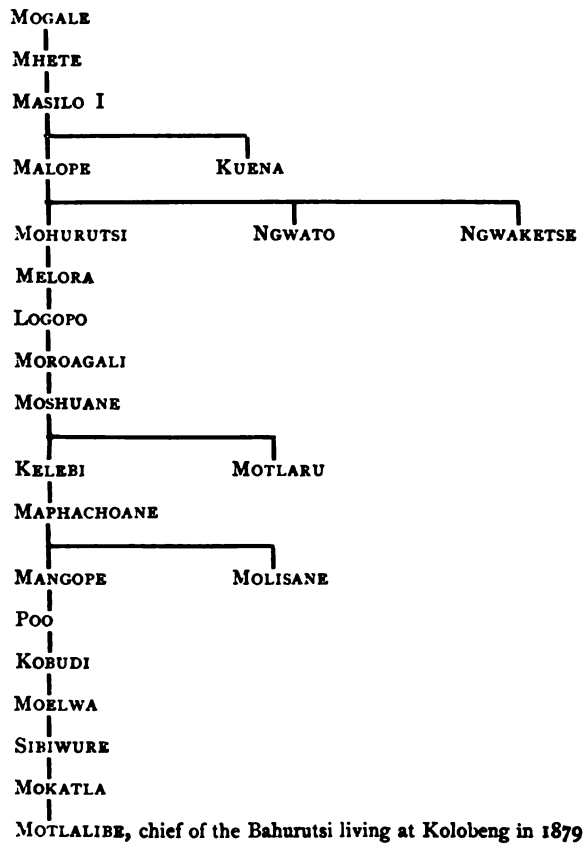 MOGALE
MHETE
MASILO I
MALOPE KUENA
MOHURUTSI NGWATO NGWAKETSE
MELORA
LOGOPO
MOROAGALI
MOSHUANE
KELEBI MOTLARU
MAPHACHOANE
MANGOPE MOLISANE
POO
KOBUDI
MOELWA
SIBIWURE
MOKATLA
MOTLALIBE, chief of the Bahurutsi living at Kolobeng in 1879